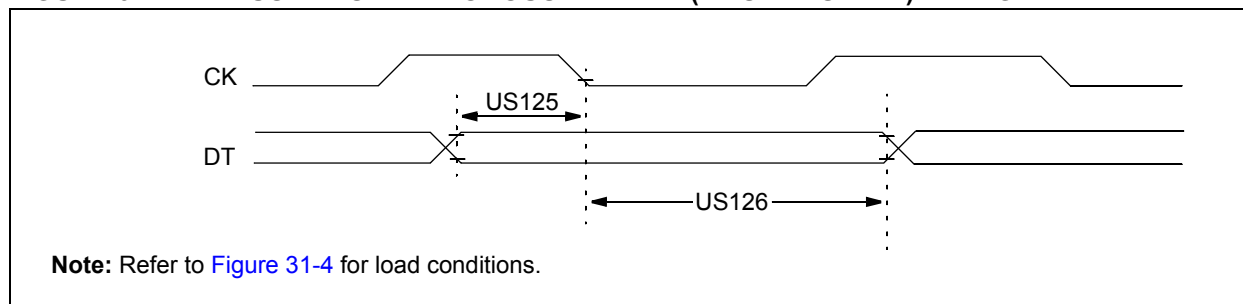 CK
US125
DT
US126
Note: Refer to Figure 31-4 for load conditions.